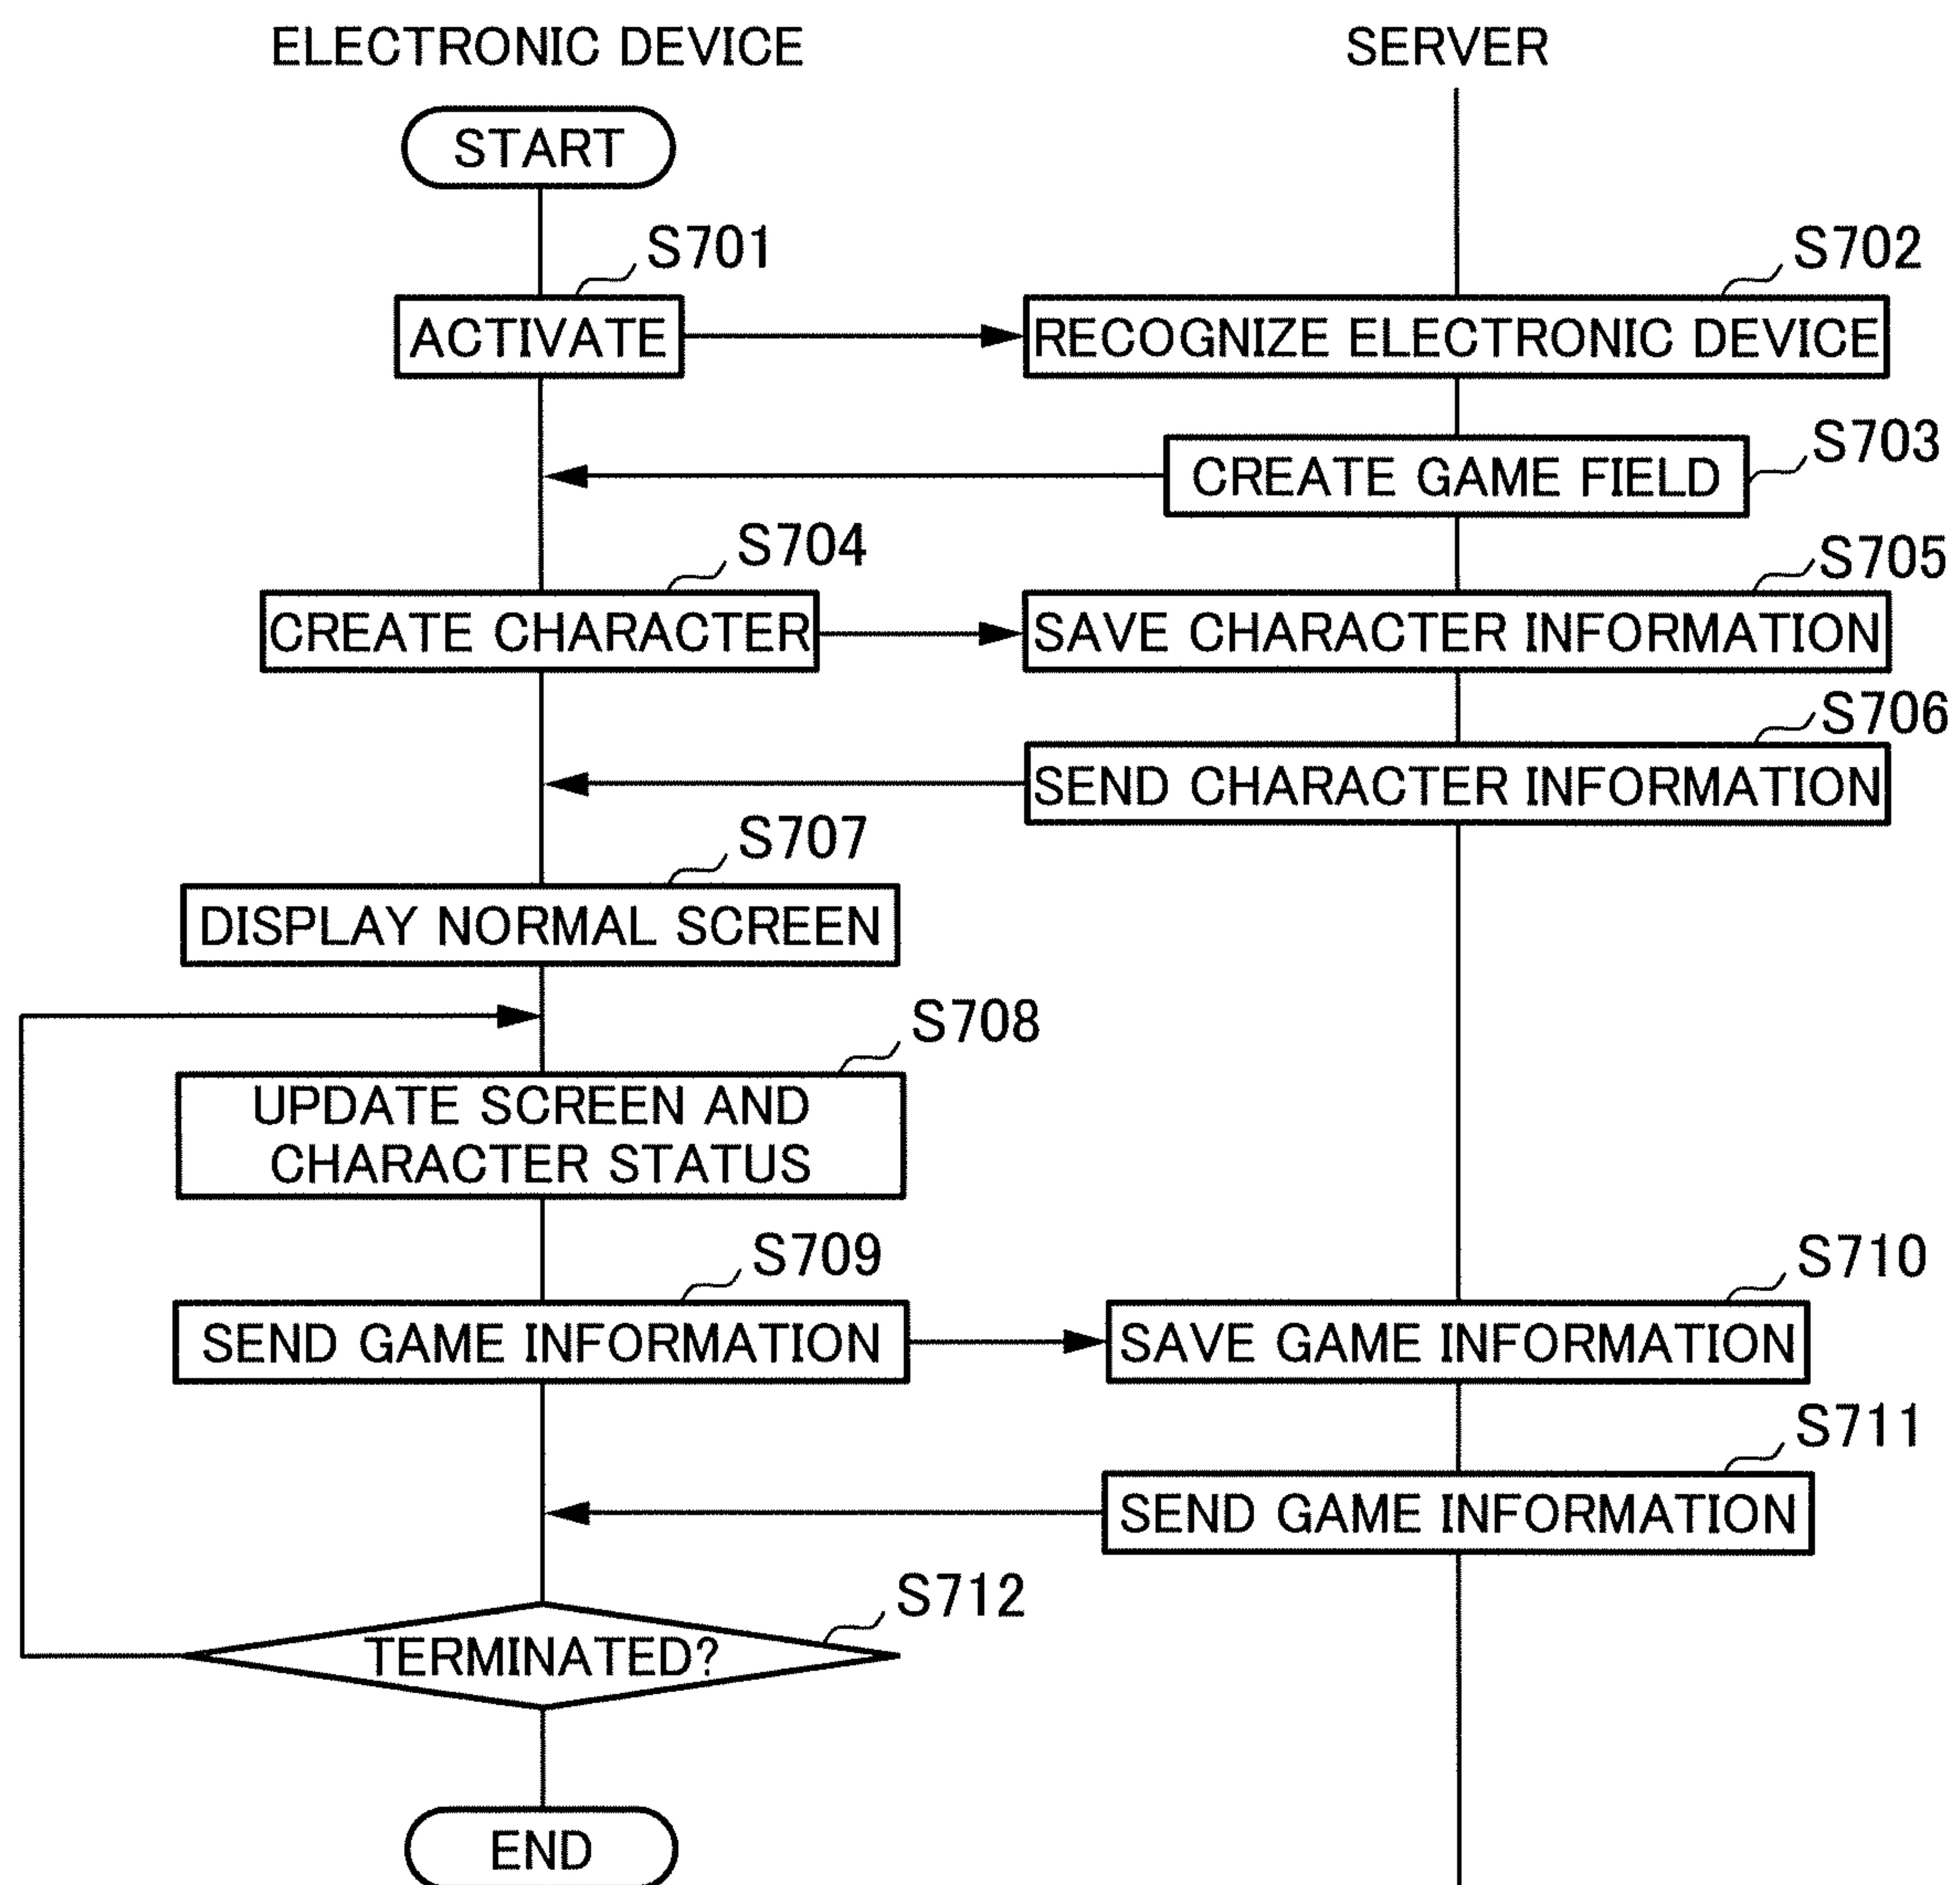 ELECTRONIC DEVICE
SERVER
START
S701
S702
ACTIVATE
RECOGNIZE ELECTRONIC DEVICE
S703
CREATE GAME FIELD
S704
S705
CREATE CHARACTER
SAVE CHARACTER INFORMATION
S706
SEND CHARACTER INFORMATION
S707
DISPLAY NORMAL SCREEN
S708
UPDATE SCREEN AND
CHARACTER STATUS
S709
S710
SEND GAME INFORMATION
SAVE GAME INFORMATION
S711
SEND GAME INFORMATION
S712
TERMINATED?
END